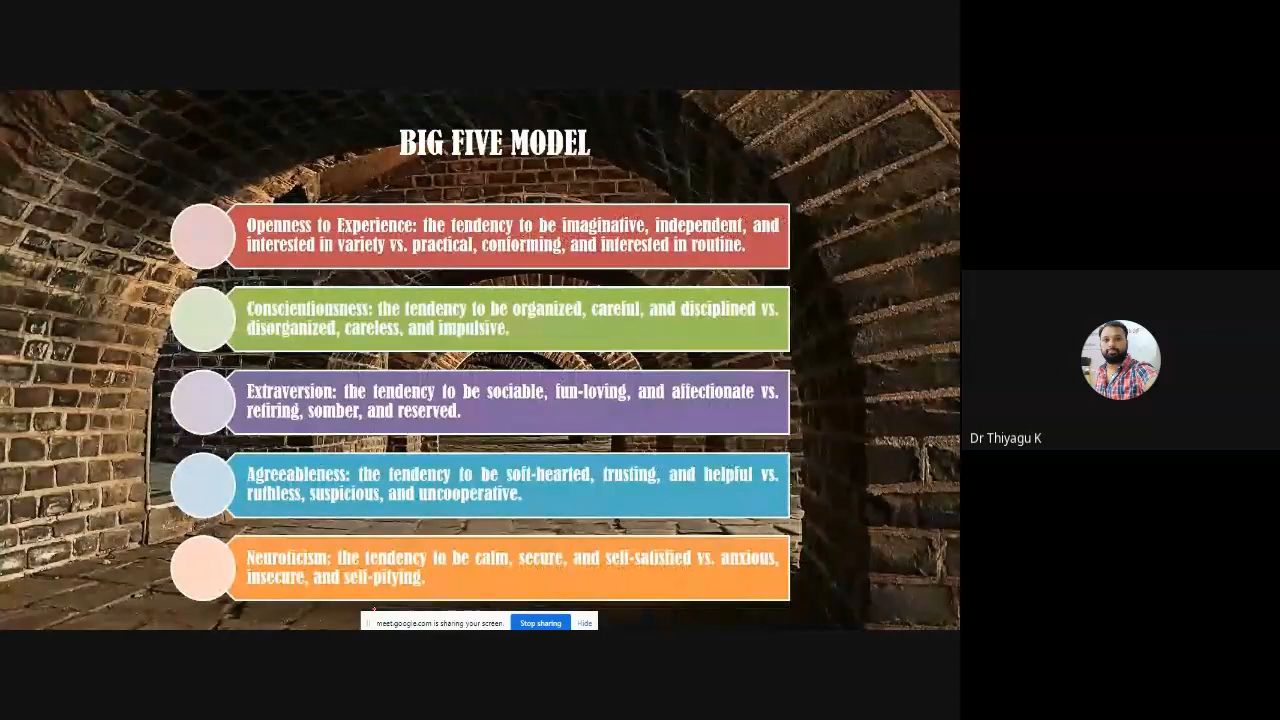 BIG FIVE MODEL
Openness to Experience: the tendency to be imaginative, independent, and
interested in variety vs. practical, conforming, and interested in routine.
Conscientiousness: the tendency to be organized, careful, and disciplined vs.
disorganized, careless, and impulsive.
Extraversion: the tendency to be sociable, fun-loving, and affectionate vs.
retiring, somber, and reserved.
Agreeableness: the tendency to be soft-hearted, trusting, and helpful vs.
ruthless, suspicious, and uncooperative.
Neuroticism: the tendency to be calm, secure, and self-satisfied vs. anxious,
insecure, and self-pitying.
meet.google.com is sharing your screen. Stop sharing Hide
Dr Thiyagu K